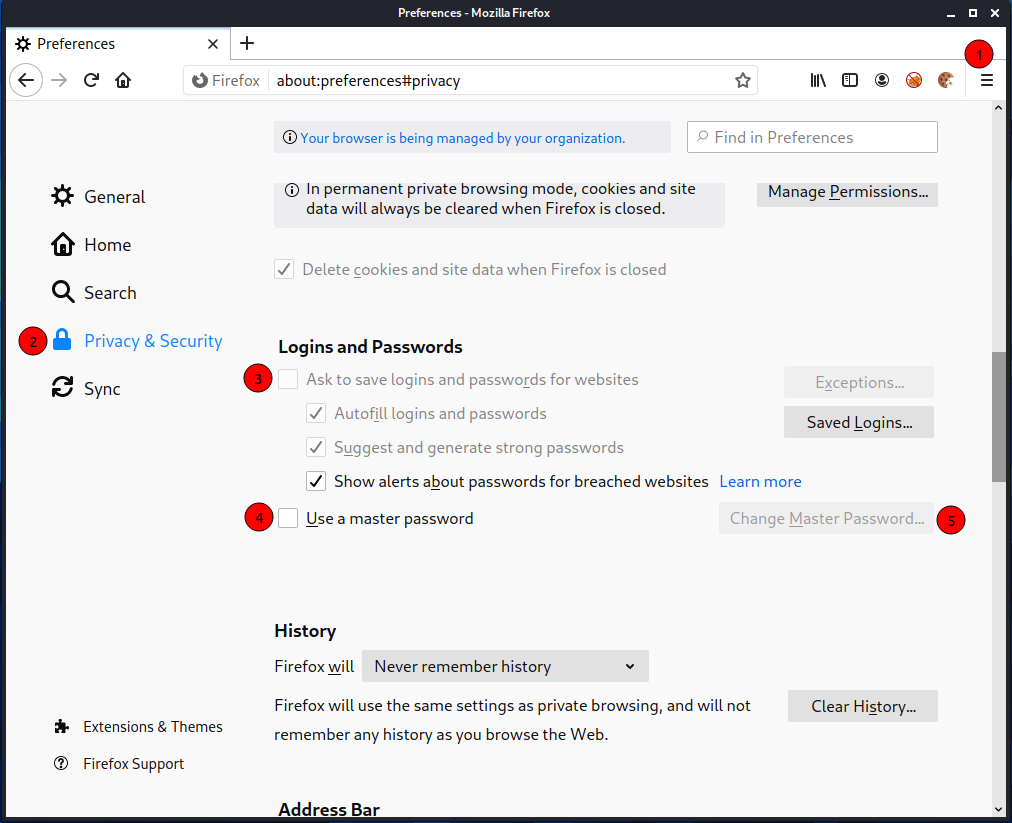 Preferences - Mozilla Firefox
Preferences
1
Firefox about:preferences#privacy
Your browser is being managed by your organization.
Find in Preferences
General
Home
Search
2 Privacy & Security
Sync
In permanent private browsing mode, cookies and site
data will always be cleared when Firefox is closed.
Manage Permissions...
Delete cookies and site data when Firefox is closed
Logins and Passwords
3 Ask to save logins and passwords for websites
Exceptions...
Autofill logins and passwords
Saved Logins...
Suggest and generate strong passwords
Show alerts about passwords for breached websites Learn more
4 Use a master password
Change Master Password... 5
History
Firefox will Never remember history
Firefox will use the same settings as private browsing, and will not
remember any history as you browse the Web.
Clear History...
Extensions & Themes
Firefox Support
Address Bar